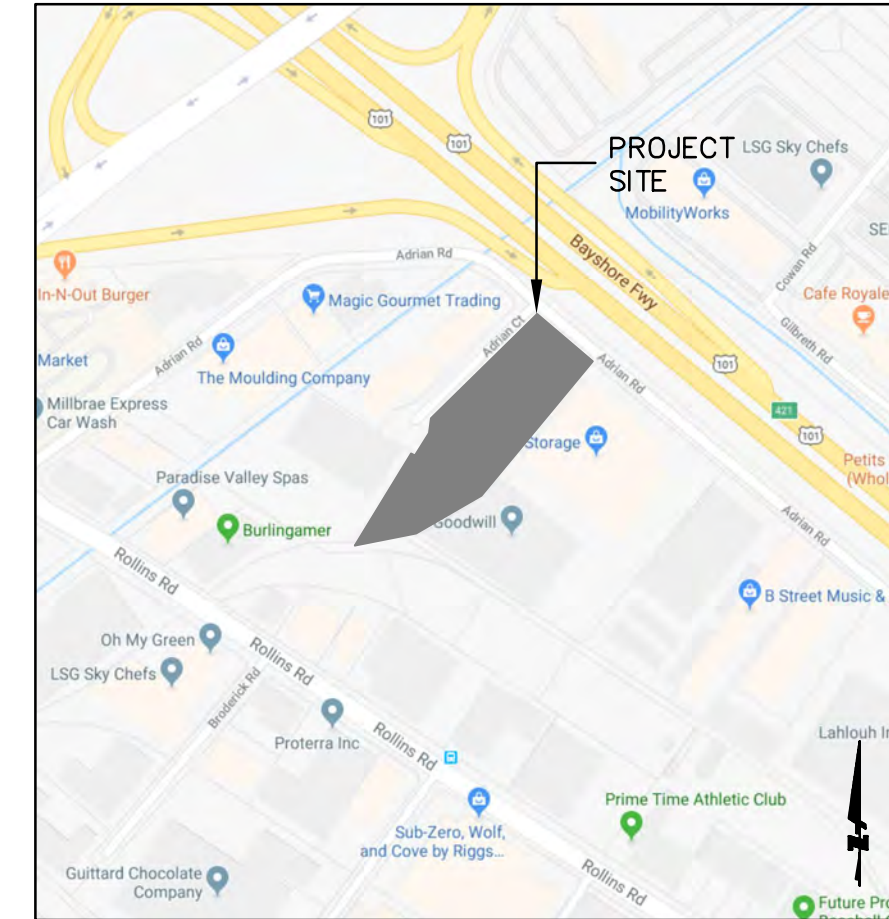 101
101
PROJECT
SITE
LSG Sky Chefs
MobilityWorks
SE
Cowan Rd
Bayshore Fwy
Adrian Rd
In-N-Out Burger
Magic Gourmet Trading
Cafe Royale
Gilbreth Rd
Adrian Ct
Adrian Rd
Market
The Moulding Company
Adrian Rd
101
Millbrae Express
Car Wash
421
101
Storage
Petits
(Whol
Paradise Valley Spas
Burlingamer
Goodwill
Adrian Rd
Rollins Rd
B Street Music &
Oh My Green
Rollins Rd
LSG Sky Chefs
Broderick Rd
Proterra Inc
Rollins Rd
Lahlouh In
Prime Time Athletic Club
Sub-Zero, Wolf,
and Cove by Riggs...
N
Rollins Rd
Guittard Chocolate
Company
Future Pro